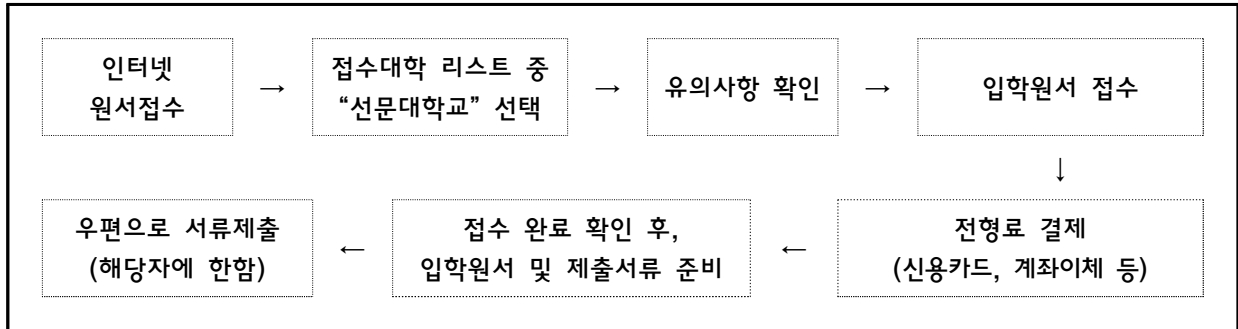 인터넷
원서접수
→
접수대학 리스트 중
“선문대학교” 선택
→
유의사항 확인
→
입학원서 접수
↓
전형료 결제
(신용카드, 계좌이체 등)
←
접수 완료 확인 후,
입학원서 및 제출서류 준비
←
우편으로 서류제출
(해당자에 한함)